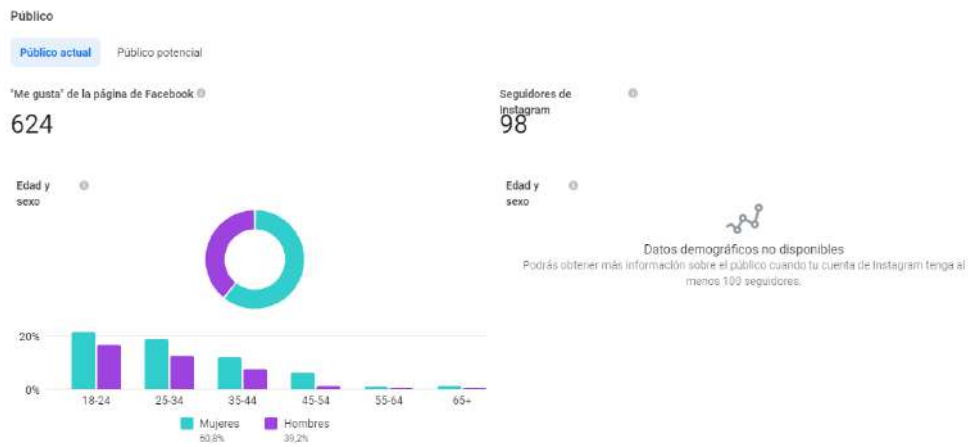 Público
Público actual
Público potencial
"Me gusta" de la página de Facebook
624
Seguidores de
Instagram
98
Edad y
sexo
Edad y
sexo
Datos demográficos no disponibles
Podrás obtener más información sobre el público cuando tu cuenta de Instagram tenga al
menos 100 seguidores.
20%
0%
18-24
25-34
35-44
45-54
55-64
65+
Mujeres
60,8%
Hombres
39,2%